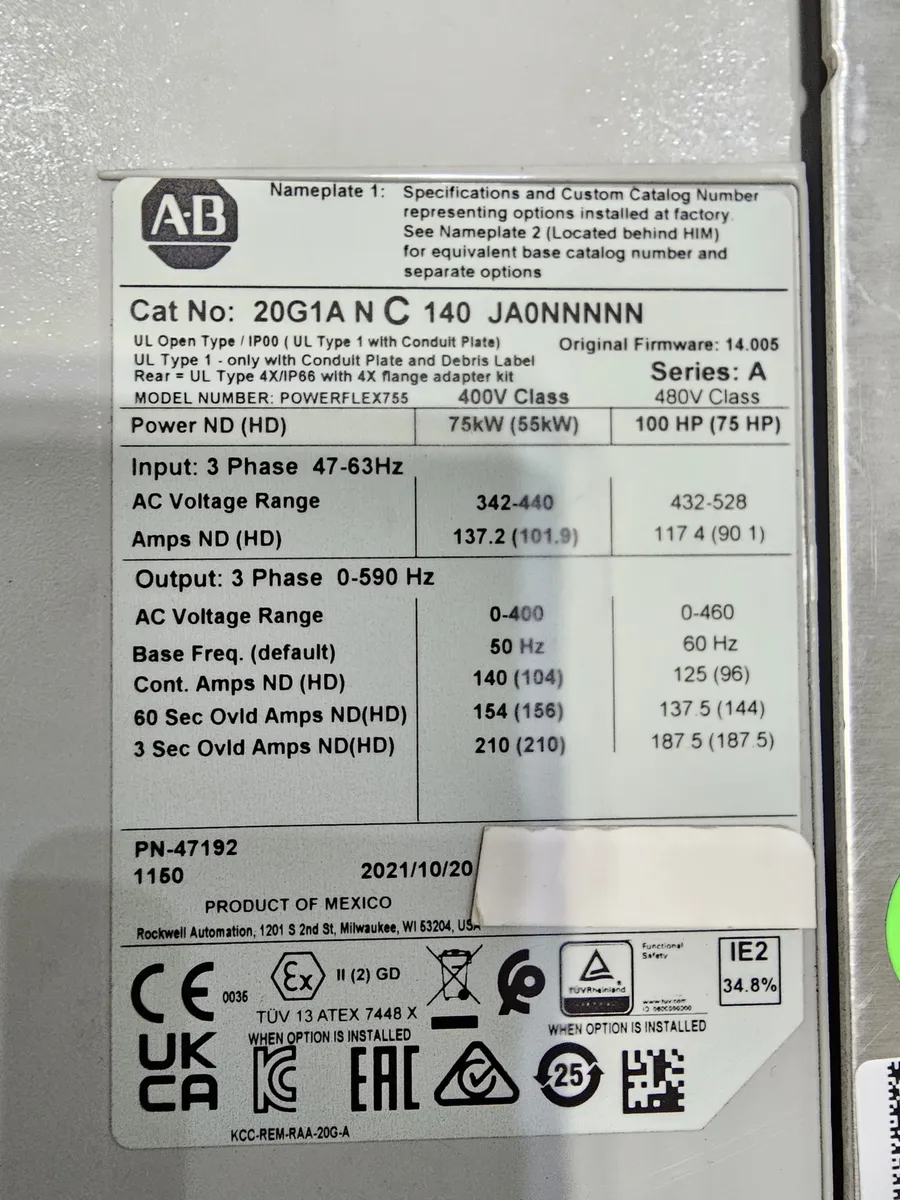 A-B
Nameplate 1: Specifications and Custom Catalog Number
representing options installed at factory.
See Nameplate 2 (Located behind HIM)
for equivalent base catalog number and
separate options
Cat No: 20G1A N C 140 JA0NNNNN
UL Open Type / IP00 ( UL Type 1 with Conduit Plate)
Original Firmware: 14.005
UL Type 1 - only with Conduit Plate and Debris Label
Rear = UL Type 4X/IP66 with 4X flange adapter kit
Series: A
MODEL NUMBER: POWERFLEX755 400V Class 480V Class
Power ND (HD) 75kW (55kW) 100 HP (75 HP)
Input: 3 Phase 47-63Hz
AC Voltage Range 342-440 432-528
Amps ND (HD) 137.2 (101.9) 117.4 (90.1)
Output: 3 Phase 0-590 Hz
AC Voltage Range 0-400 0-460
Base Freq. (default) 50 Hz 60 Hz
Cont. Amps ND (HD) 140 (104) 125 (96)
60 Sec Ovld Amps ND(HD) 154 (156) 137.5 (144)
3 Sec Ovld Amps ND(HD) 210 (210) 187.5 (187.5)
PN-47192
1150 2021/10/20
PRODUCT OF MEXICO
Rockwell Automation, 1201 S 2nd St, Milwaukee, WI 53204, USA
CE 0035
Ex II (2) GD
TÜV 13 ATEX 7448 X
WHEN OPTION IS INSTALLED
TÜVRheinland
Functional
Safety
www.tuv.com
WHEN OPTION IS INSTALLED
IE2
34.8%
UK
CA
KC
EAC
25
KCC-REM-RAA-20G-A